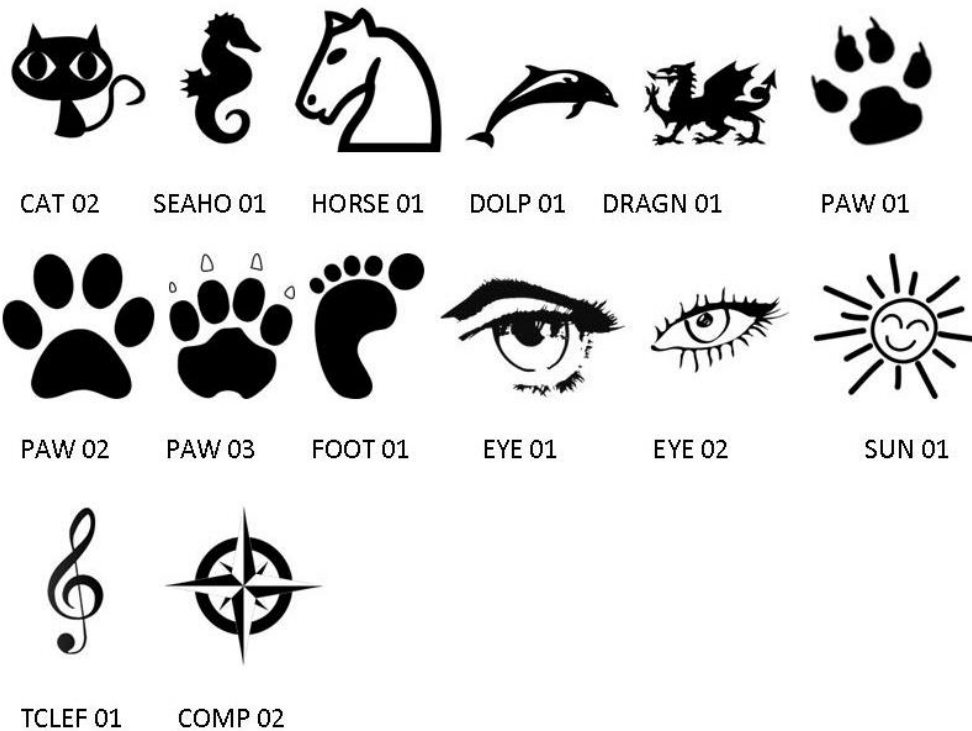 CAT 02 SEAHO 01 HORSE 01 DOLP 01 DRAGN 01 PAW 01
PAW 02 PAW 03 FOOT 01 EYE 01 EYE 02 SUN 01
TCLEF 01 COMP 02